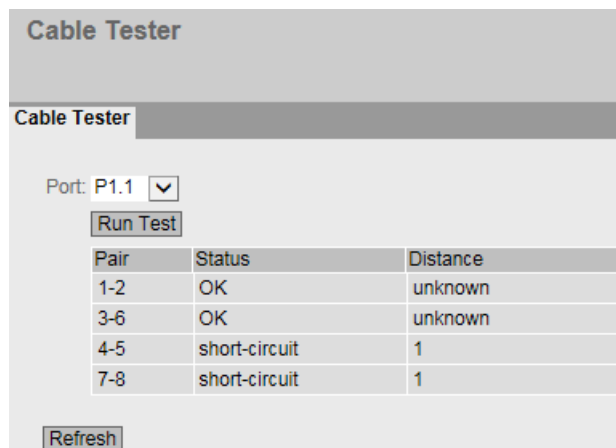 Cable Tester
Cable Tester
Port: P1.1
Run Test
Pair Status Distance
1-2 OK unknown
3-6 OK unknown
4-5 short-circuit 1
7-8 short-circuit 1
Refresh